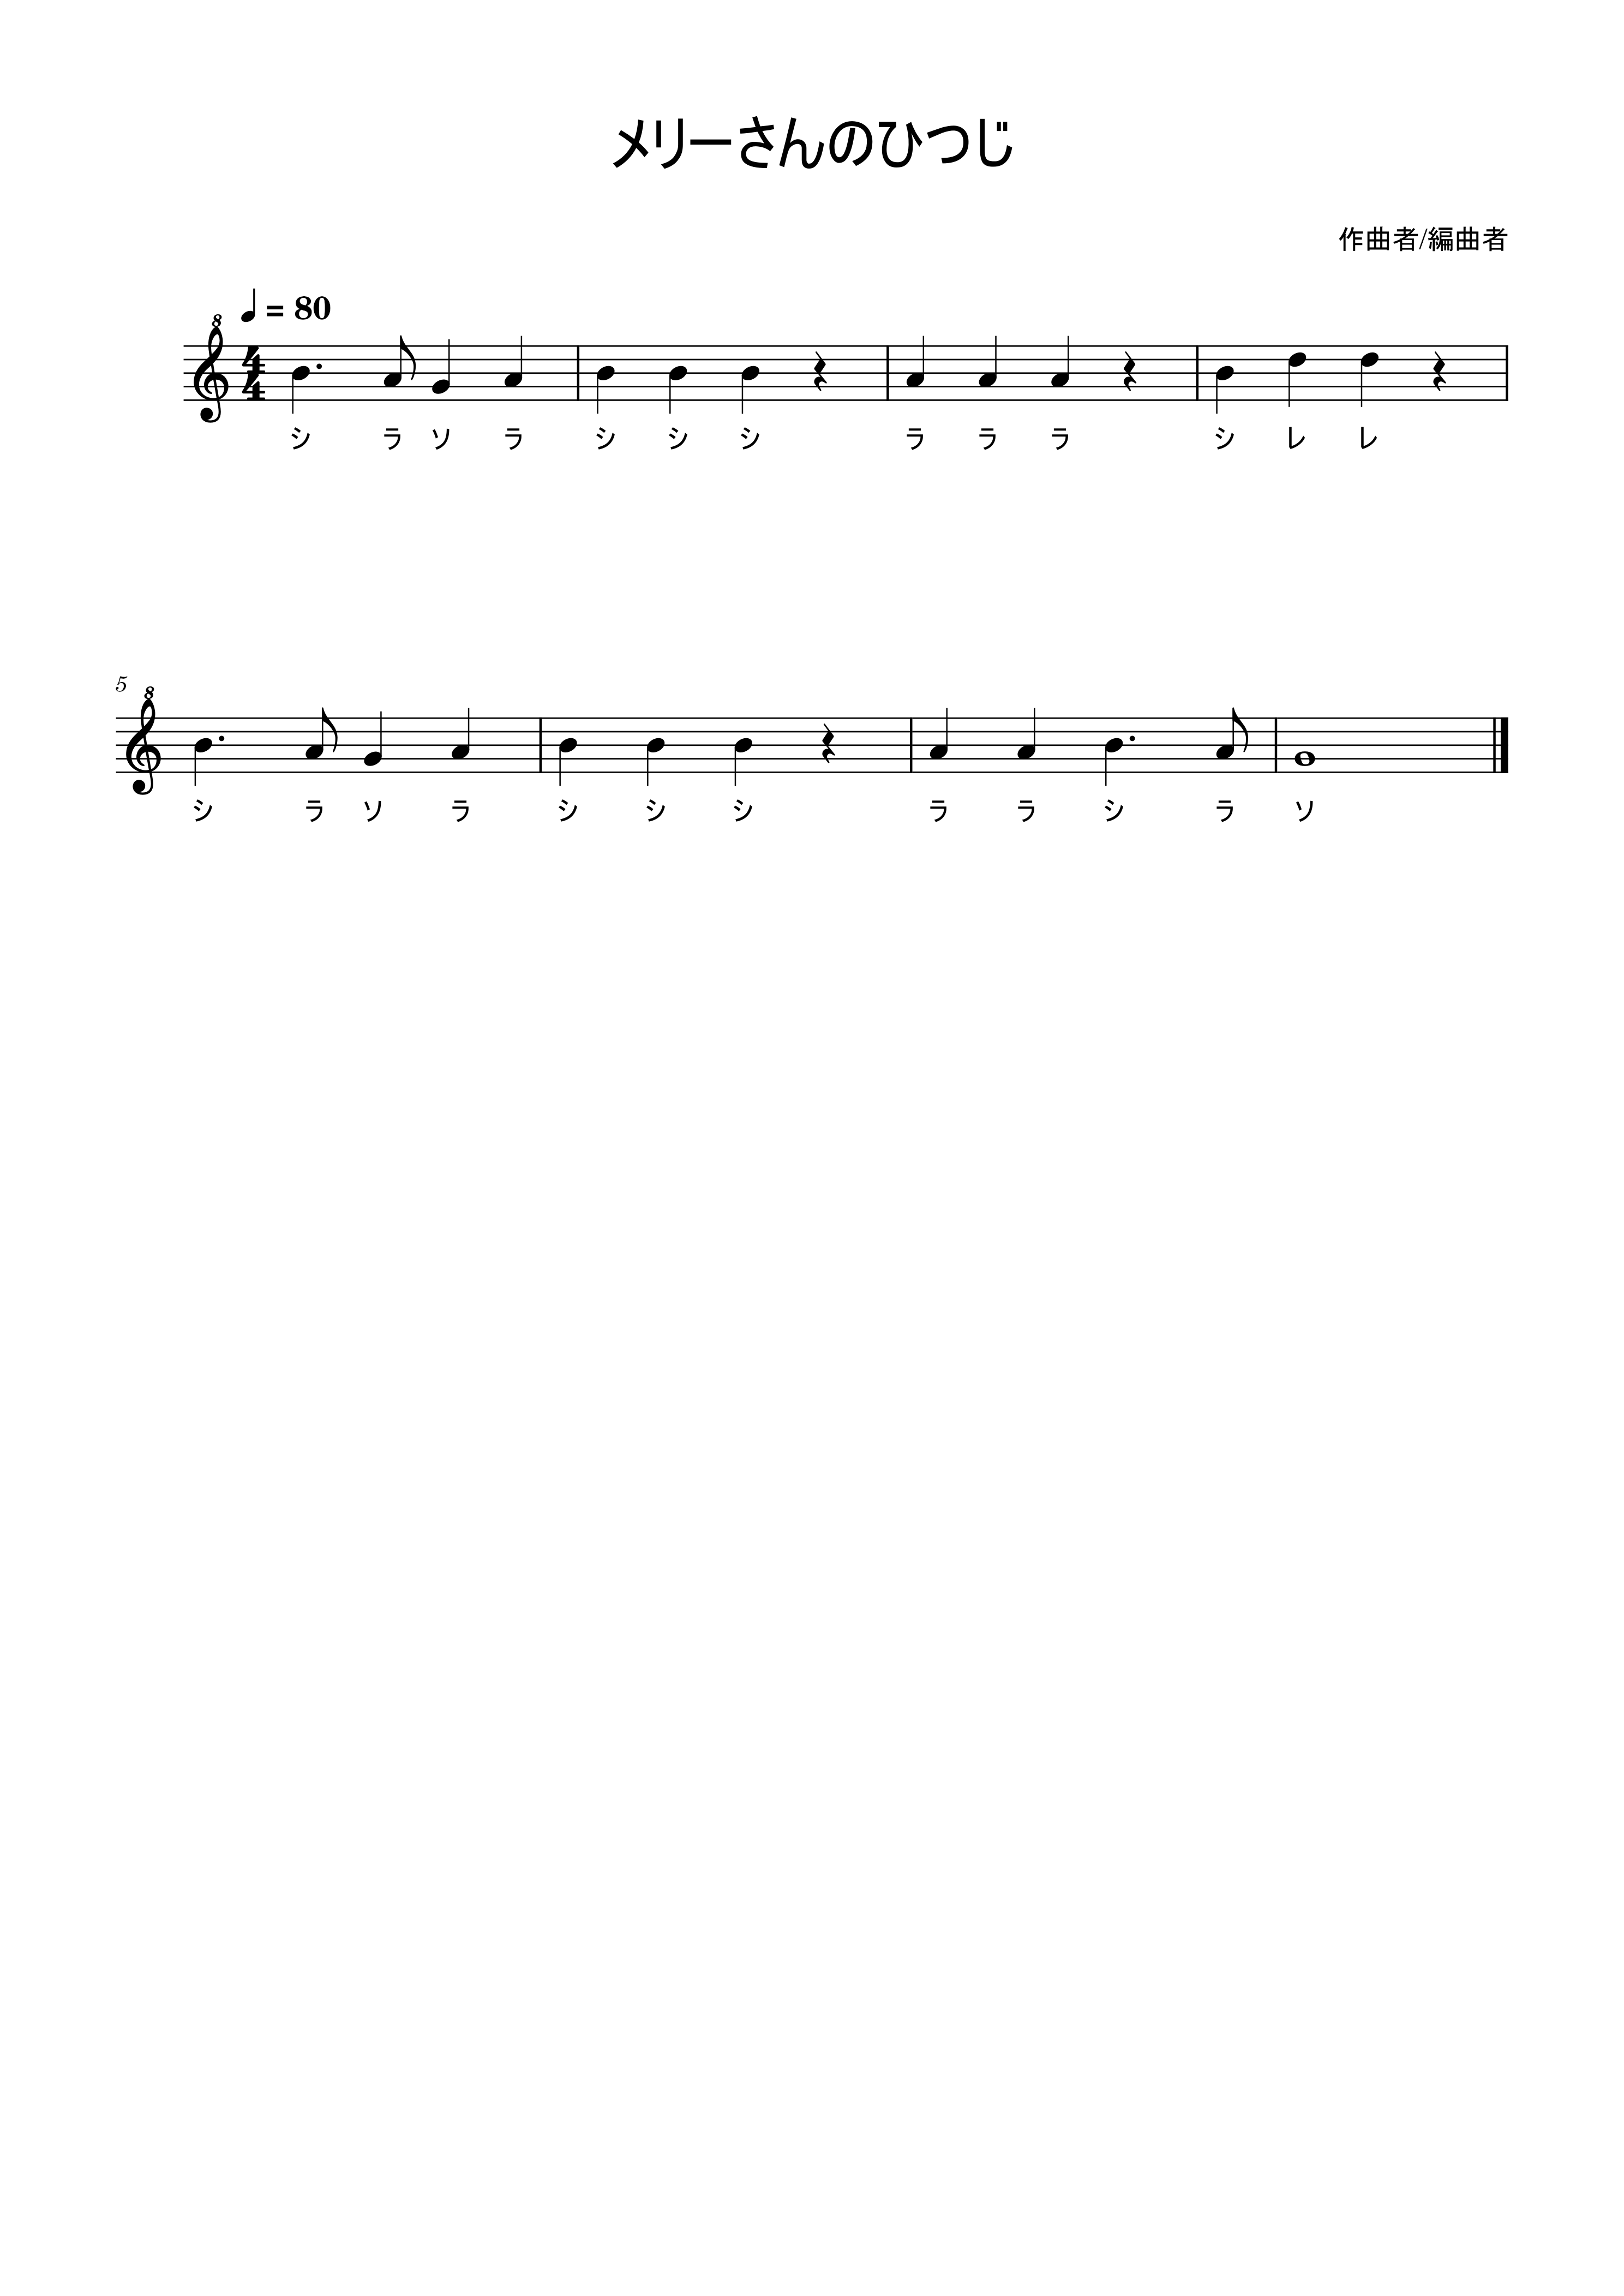 メリーさんのひつじ
作曲者/編曲者
= 80
8
4
4
シ ラ ソ ラ シ シ シ ラ ラ ラ シ レ レ
5
8
シ ラ ソ ラ シ シ シ ラ ラ シ ラ ソ